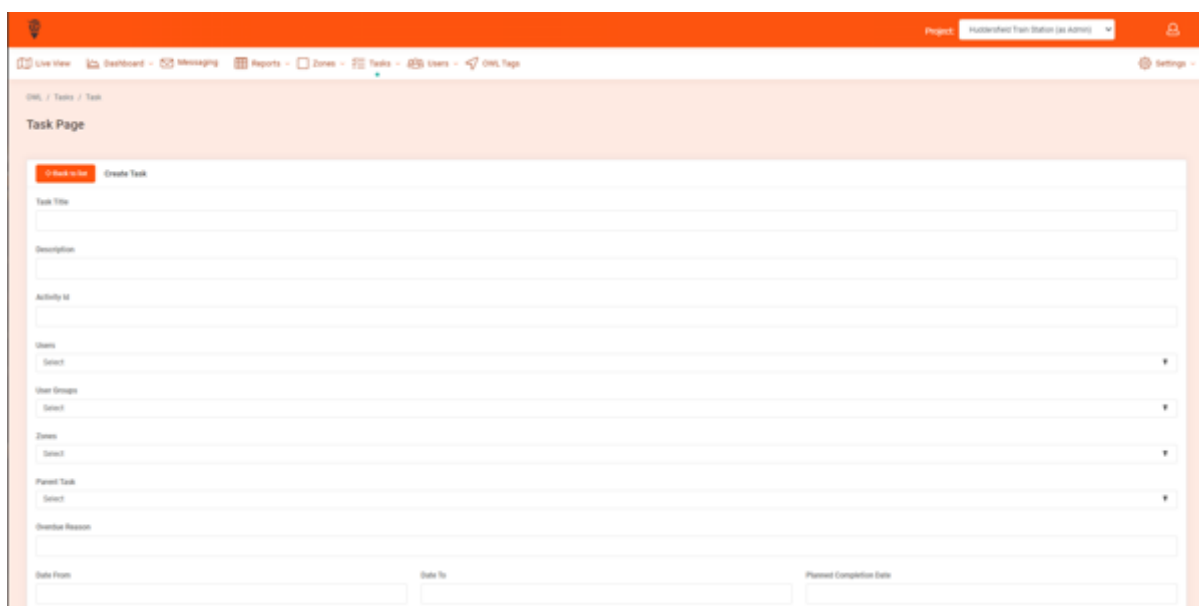 Project: Huddersfield Train Station (as Admin)
Live View Dashboard Messaging Reports Zones Tasks Users OWL Tags Settings
OWL / Tasks / Task
Task Page
Back to list Create Task
Task Title
Description
Activity Id
Users
Select
User Groups
Select
Zones
Select
Parent Task
Select
Overdue Reason
Date From Date To Planned Completion Date